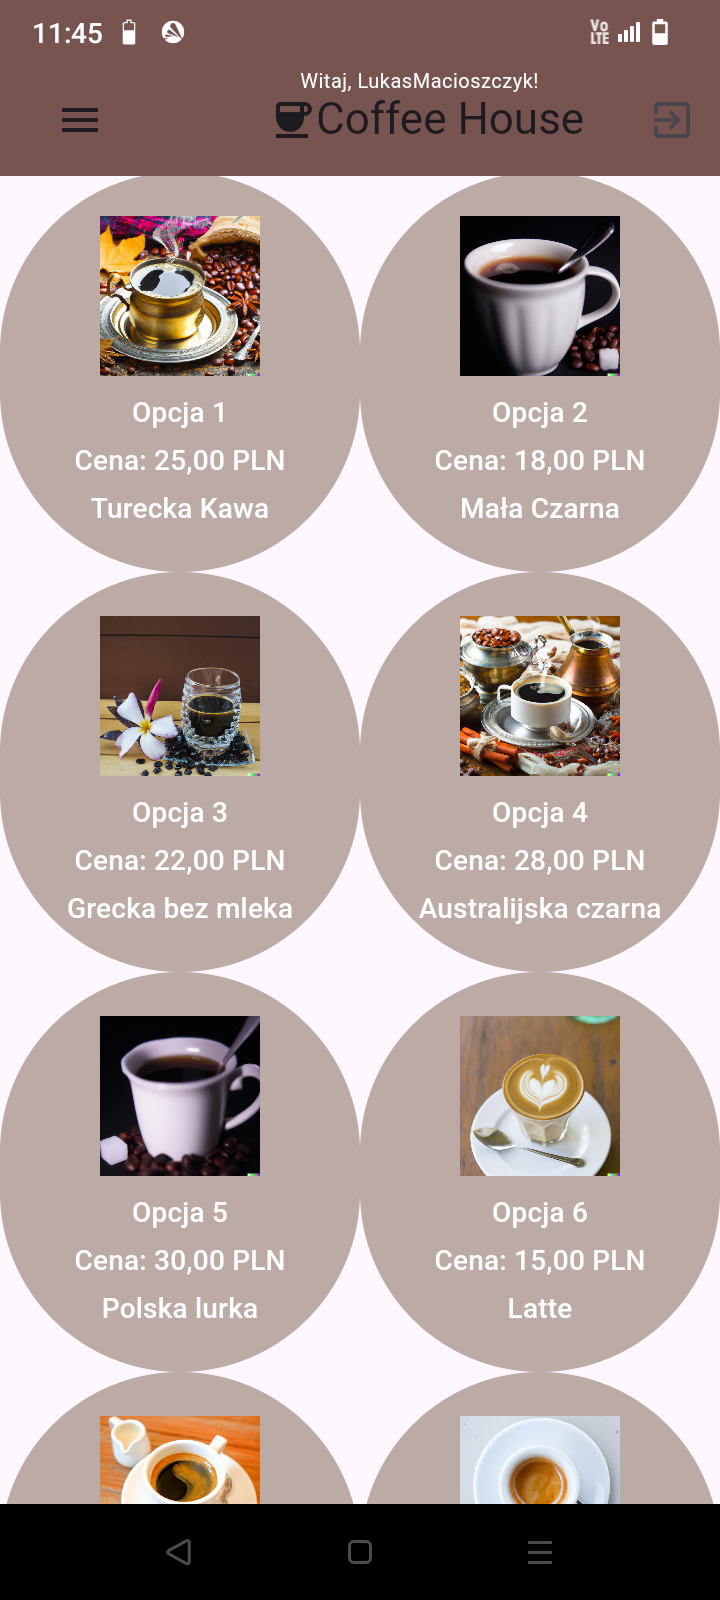 11:45
Vo LTE
Witaj, LukasMacioszczyk!
Coffee House
Opcja 1
Cena: 25,00 PLN
Turecka Kawa
Opcja 2
Cena: 18,00 PLN
Mała Czarna
Opcja 3
Cena: 22,00 PLN
Grecka bez mleka
Opcja 4
Cena: 28,00 PLN
Australijska czarna
Opcja 5
Cena: 30,00 PLN
Polska lurka
Opcja 6
Cena: 15,00 PLN
Latte